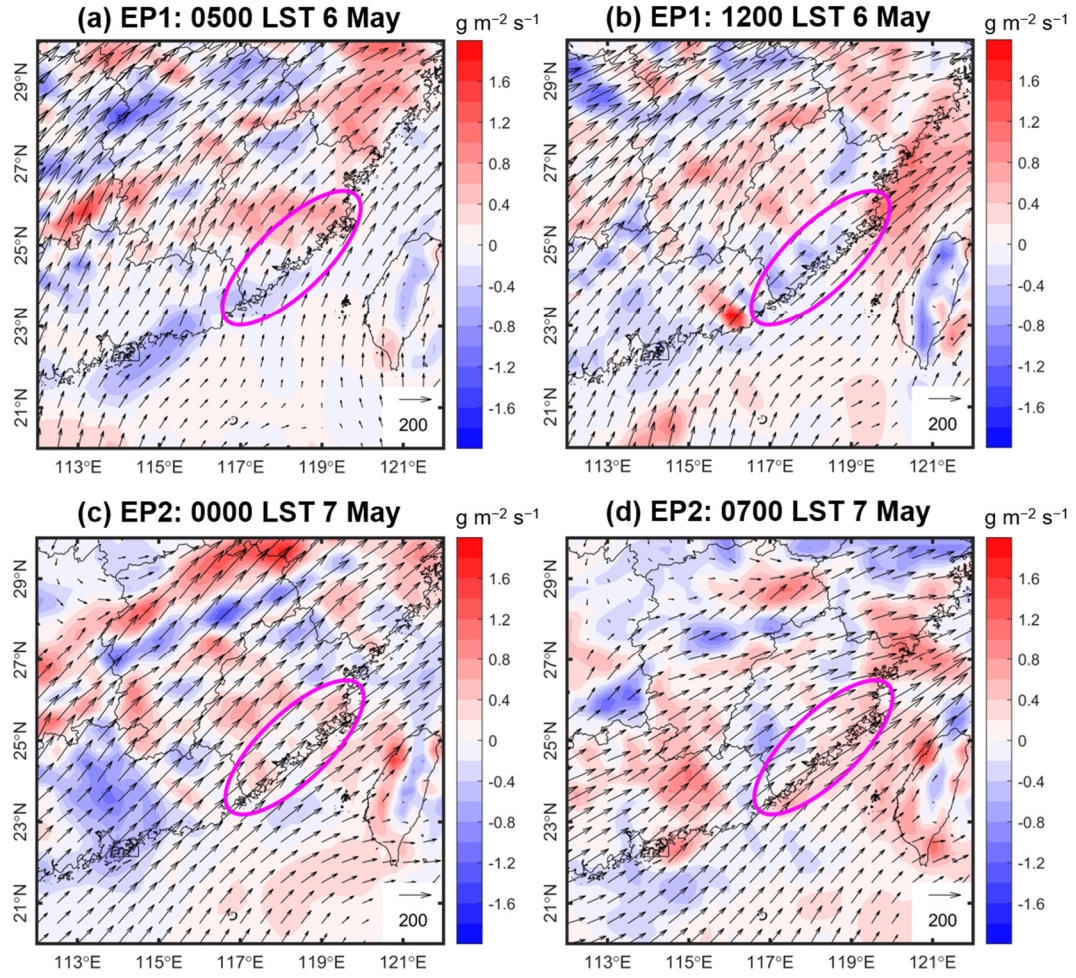 (a) EP1: 0500 LST 6 May
g m⁻² s⁻¹
29°N
27°N
25°N
23°N
21°N
113°E 115°E 117°E 119°E 121°E
200
1.6
1.2
0.8
0.4
0
-0.4
-0.8
-1.2
-1.6
(b) EP1: 1200 LST 6 May
g m⁻² s⁻¹
29°N
27°N
25°N
23°N
21°N
113°E 115°E 117°E 119°E 121°E
200
1.6
1.2
0.8
0.4
0
-0.4
-0.8
-1.2
-1.6
(c) EP2: 0000 LST 7 May
g m⁻² s⁻¹
29°N
27°N
25°N
23°N
21°N
113°E 115°E 117°E 119°E 121°E
200
1.6
1.2
0.8
0.4
0
-0.4
-0.8
-1.2
-1.6
(d) EP2: 0700 LST 7 May
g m⁻² s⁻¹
29°N
27°N
25°N
23°N
21°N
113°E 115°E 117°E 119°E 121°E
200
1.6
1.2
0.8
0.4
0
-0.4
-0.8
-1.2
-1.6